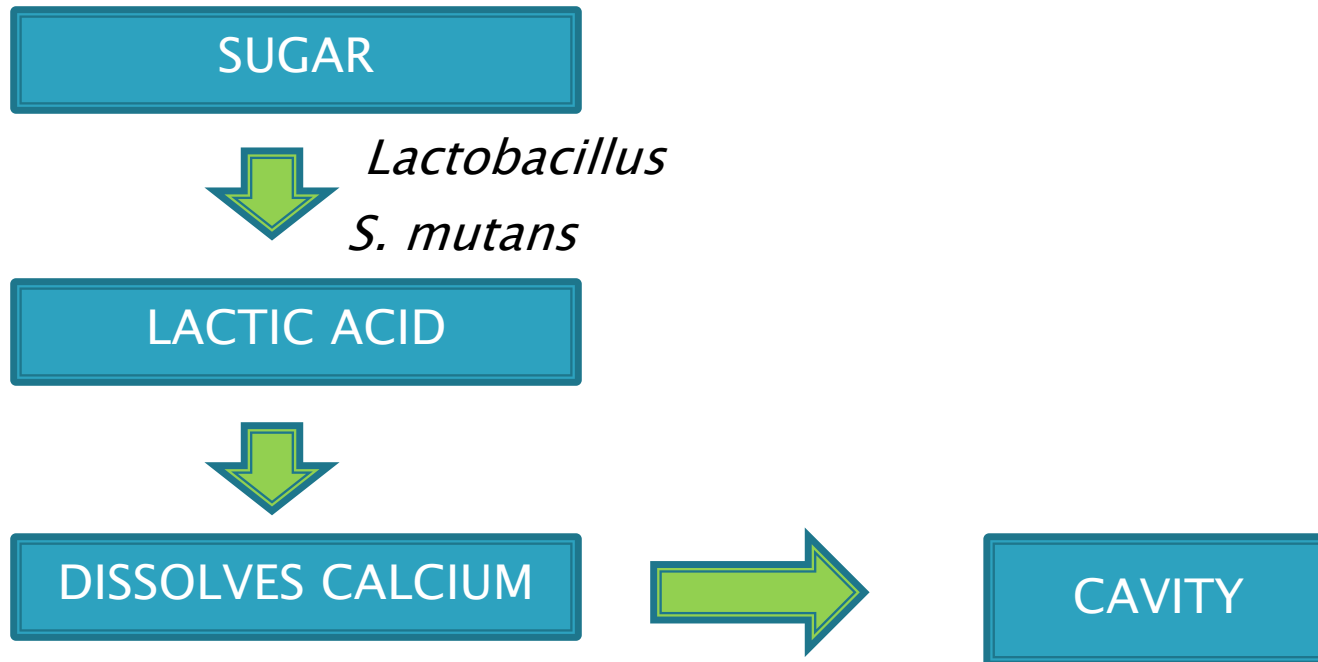 SUGAR
Lactobacillus
S. mutans
LACTIC ACID
DISSOLVES CALCIUM
CAVITY